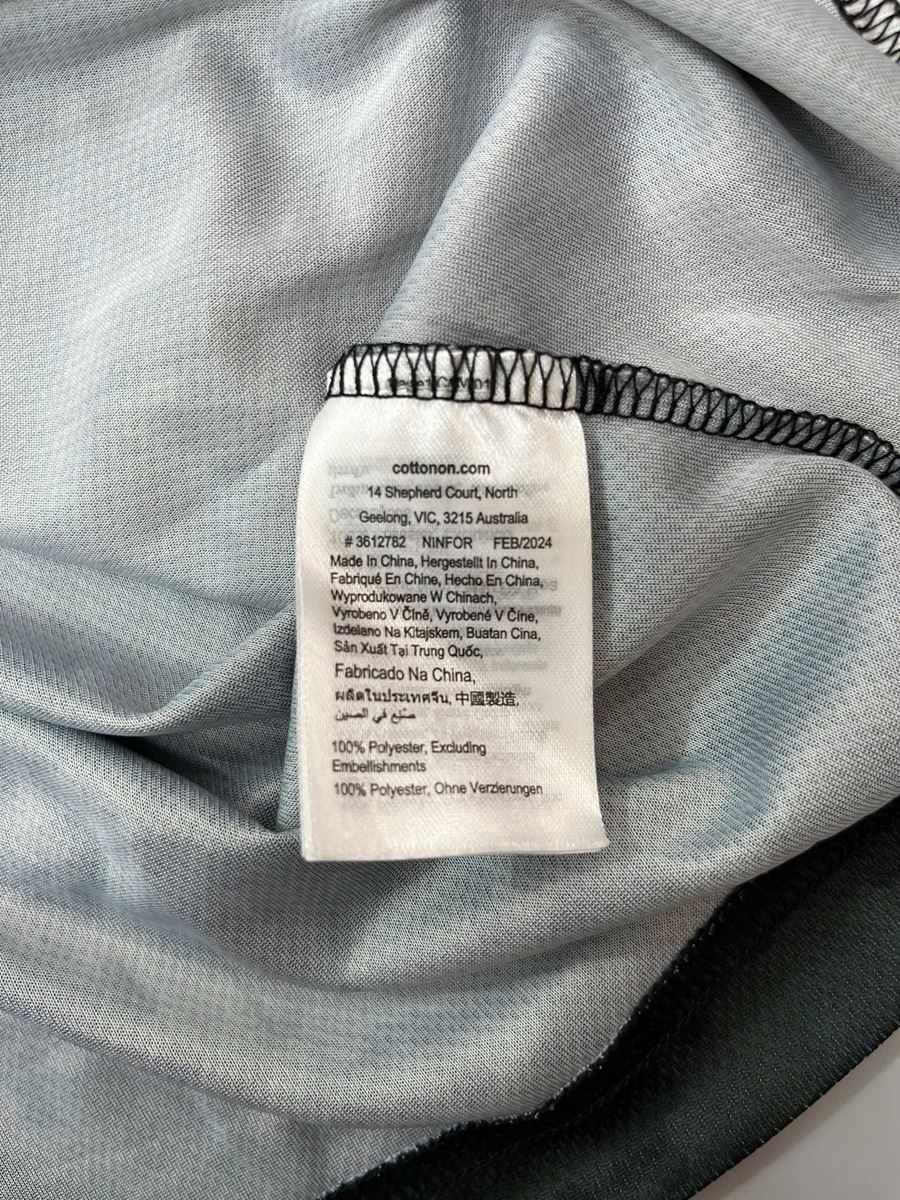 cottonon.com
14 Shepherd Court, North
Geelong, VIC, 3215 Australia
# 3612782 NINFOR FEB/2024
Made In China, Hergestellt In China,
Fabriqué En Chine, Hecho En China,
Wyprodukowane W Chinach,
Vyrobeno V Číně, Vyrobené V Číne,
Izdelano Na Kitajskem, Buatan Cina,
Sản Xuất Tại Trung Quốc,
Fabricado Na China,
ผลิตในประเทศจีน, 中國製造,
صنع في الصين
100% Polyester, Excluding
Embellishments
100% Polyester, Ohne Verzierungen